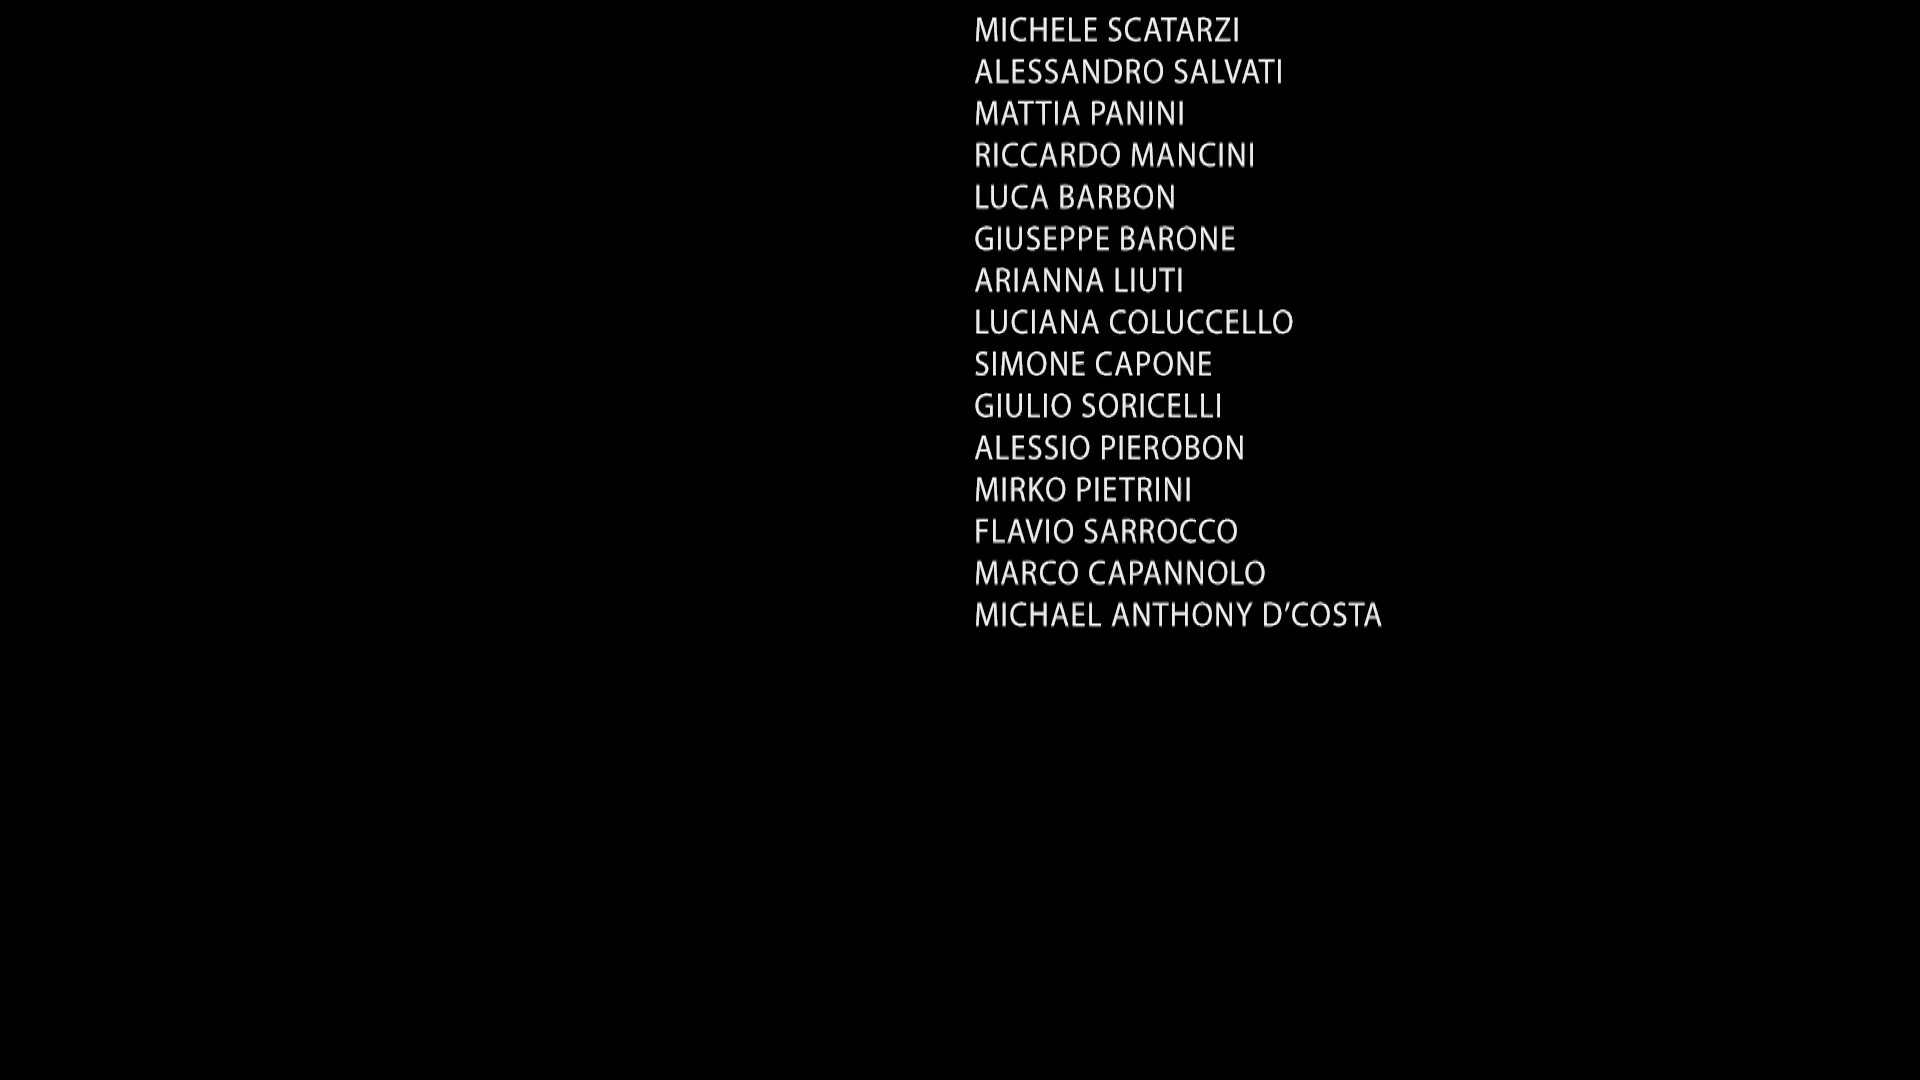 MICHELE SCATARZI
ALESSANDRO SALVATI
MATTIA PANINI
RICCARDO MANCINI
LUCA BARBON
GIUSEPPE BARONE
ARIANNA LIUTI
LUCIANA COLUCCELLO
SIMONE CAPONE
GIULIO SORICELLI
ALESSIO PIEROBON
MIRKO PIETRINI
FLAVIO SARROCCO
MARCO CAPANNOLO
MICHAEL ANTHONY D’COSTA